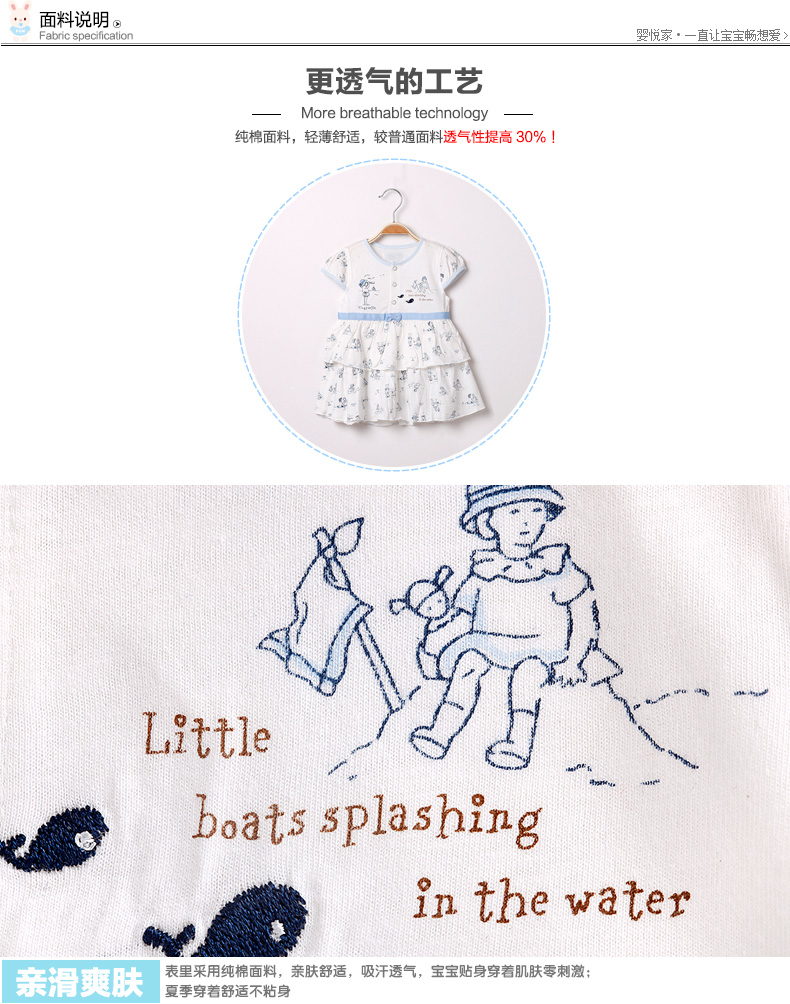 面料说明
Fabric specification
婴悦家·一直让宝宝畅想爱
更透气的工艺
More breathable technology
纯棉面料，轻薄舒适，较普通面料透气性提高 30%！
Little
boats splashing
in the water
亲滑爽肤
表里采用纯棉面料，亲肤舒适，吸汗透气，宝宝贴身穿着肌肤零刺激；
夏季穿着舒适不粘身